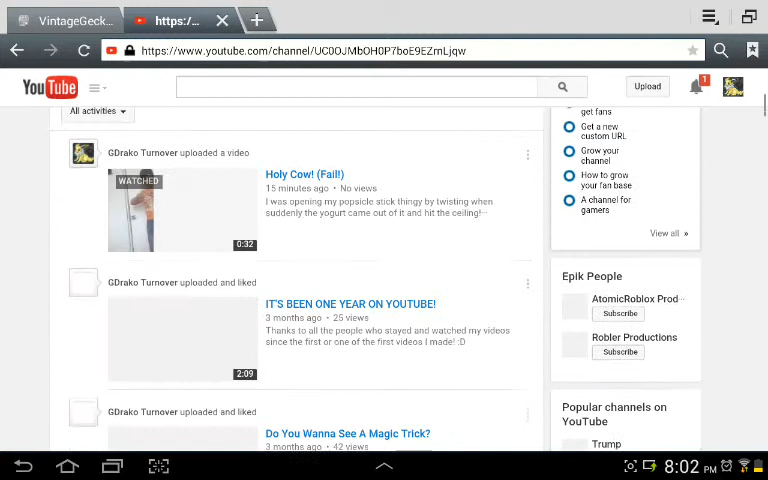 VintageGeck...
https:/...
https://www.youtube.com/channel/UC0OJMbOH0P7boE9EZrnLjqw
YouTube
Upload
1
All activities
GDrako Turnover uploaded a video
WATCHED
0:32
Holy Cow! (Fail!)
15 minutes ago • No views
I was opening my popsicle stick thingy by twisting when
suddenly the yogurt came out of it and hit the ceiling!...
GDrako Turnover uploaded and liked
2:09
IT'S BEEN ONE YEAR ON YOUTUBE!
3 months ago • 25 views
Thanks to all the people who stayed and watched my videos
since the first or one of the first videos I made! :D
GDrako Turnover uploaded and liked
Do You Wanna See A Magic Trick?
3 months ago • 42 views
get fans
Get a new
custom URL
Grow your
channel
How to grow
your fan base
A channel for
gamers
View all »
Epik People
AtomicRoblox Prod...
Subscribe
Robler Productions
Subscribe
Popular channels on
YouTube
Trump
8:02 PM